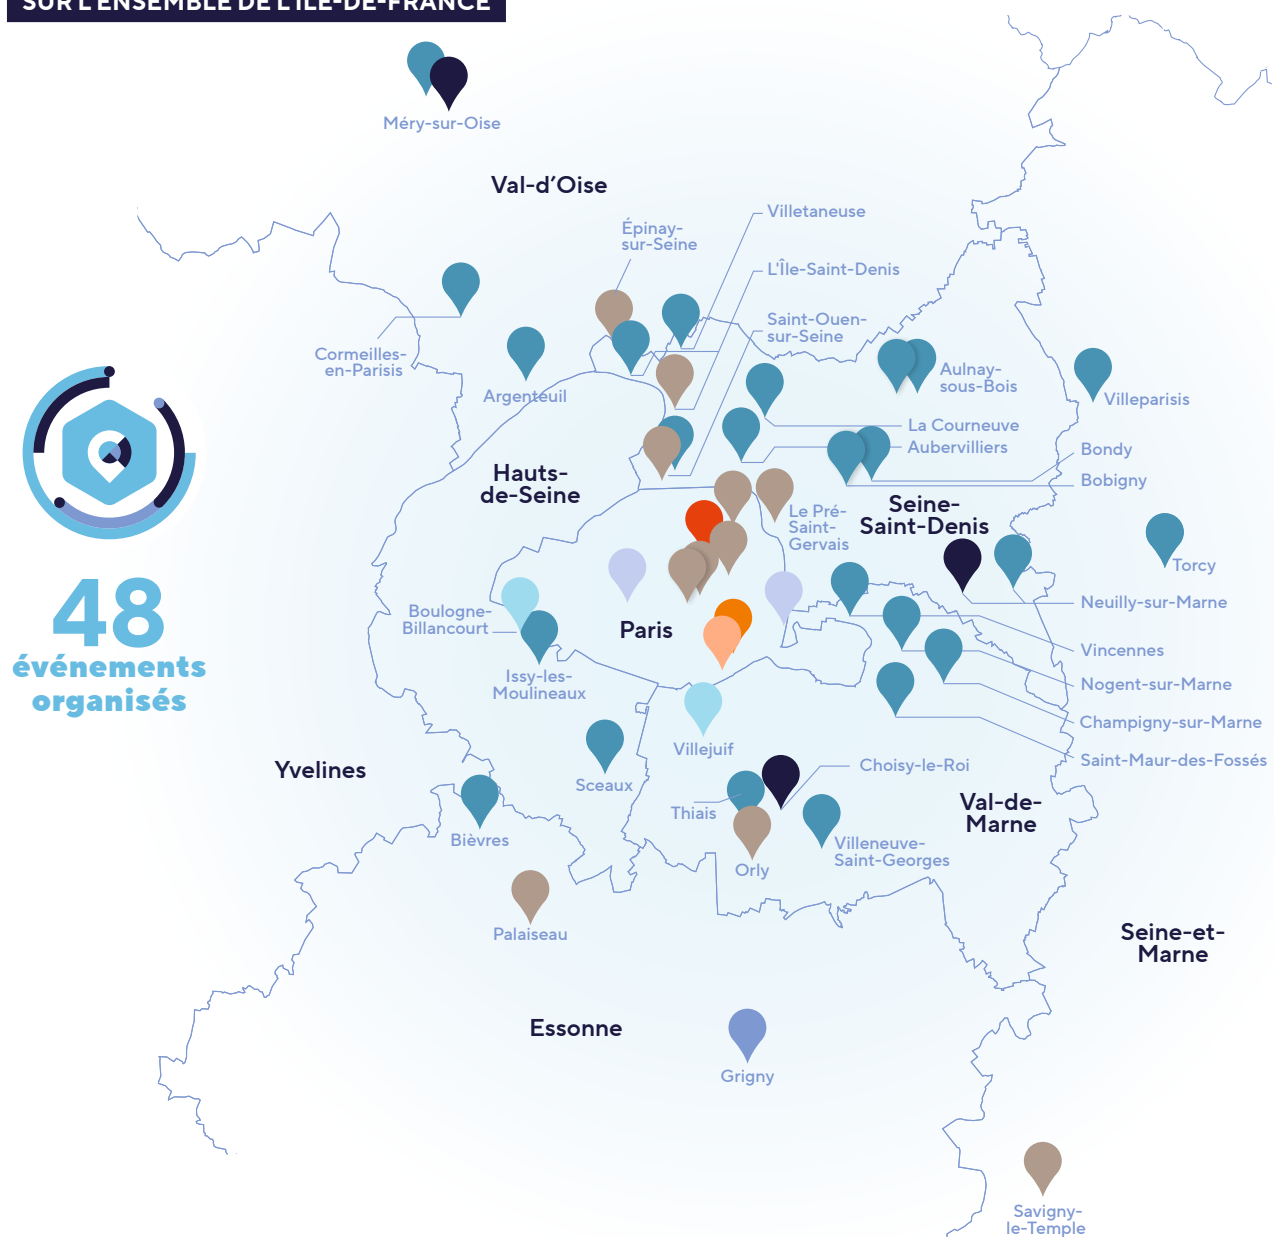 SUR L'ENSEMBLE DE L'ÎLE-DE-FRANCE
Méry-sur-Oise
Val-d’Oise
Villetaneuse
Épinay-
sur-Seine
L'Île-Saint-Denis
Saint-Ouen-
sur-Seine
Cormeilles-
en-Parisis
Argenteuil
Aulnay-
sous-Bois
Villeparisis
La Courneuve
Aubervilliers
Bondy
Bobigny
Hauts-
de-Seine
Seine-
Saint-Denis
Le Pré-
Saint-
Gervais
Torcy
Neuilly-sur-Marne
48
événements
organisés
Boulogne-
Billancourt
Paris
Issy-les-
Moulineaux
Vincennes
Nogent-sur-Marne
Champigny-sur-Marne
Saint-Maur-des-Fossés
Villejuif
Yvelines
Sceaux
Choisy-le-Roi
Thiais
Val-de-
Marne
Bièvres
Villeneuve-
Saint-Georges
Orly
Palaiseau
Seine-et-
Marne
Essonne
Grigny
Savigny-
le-Temple